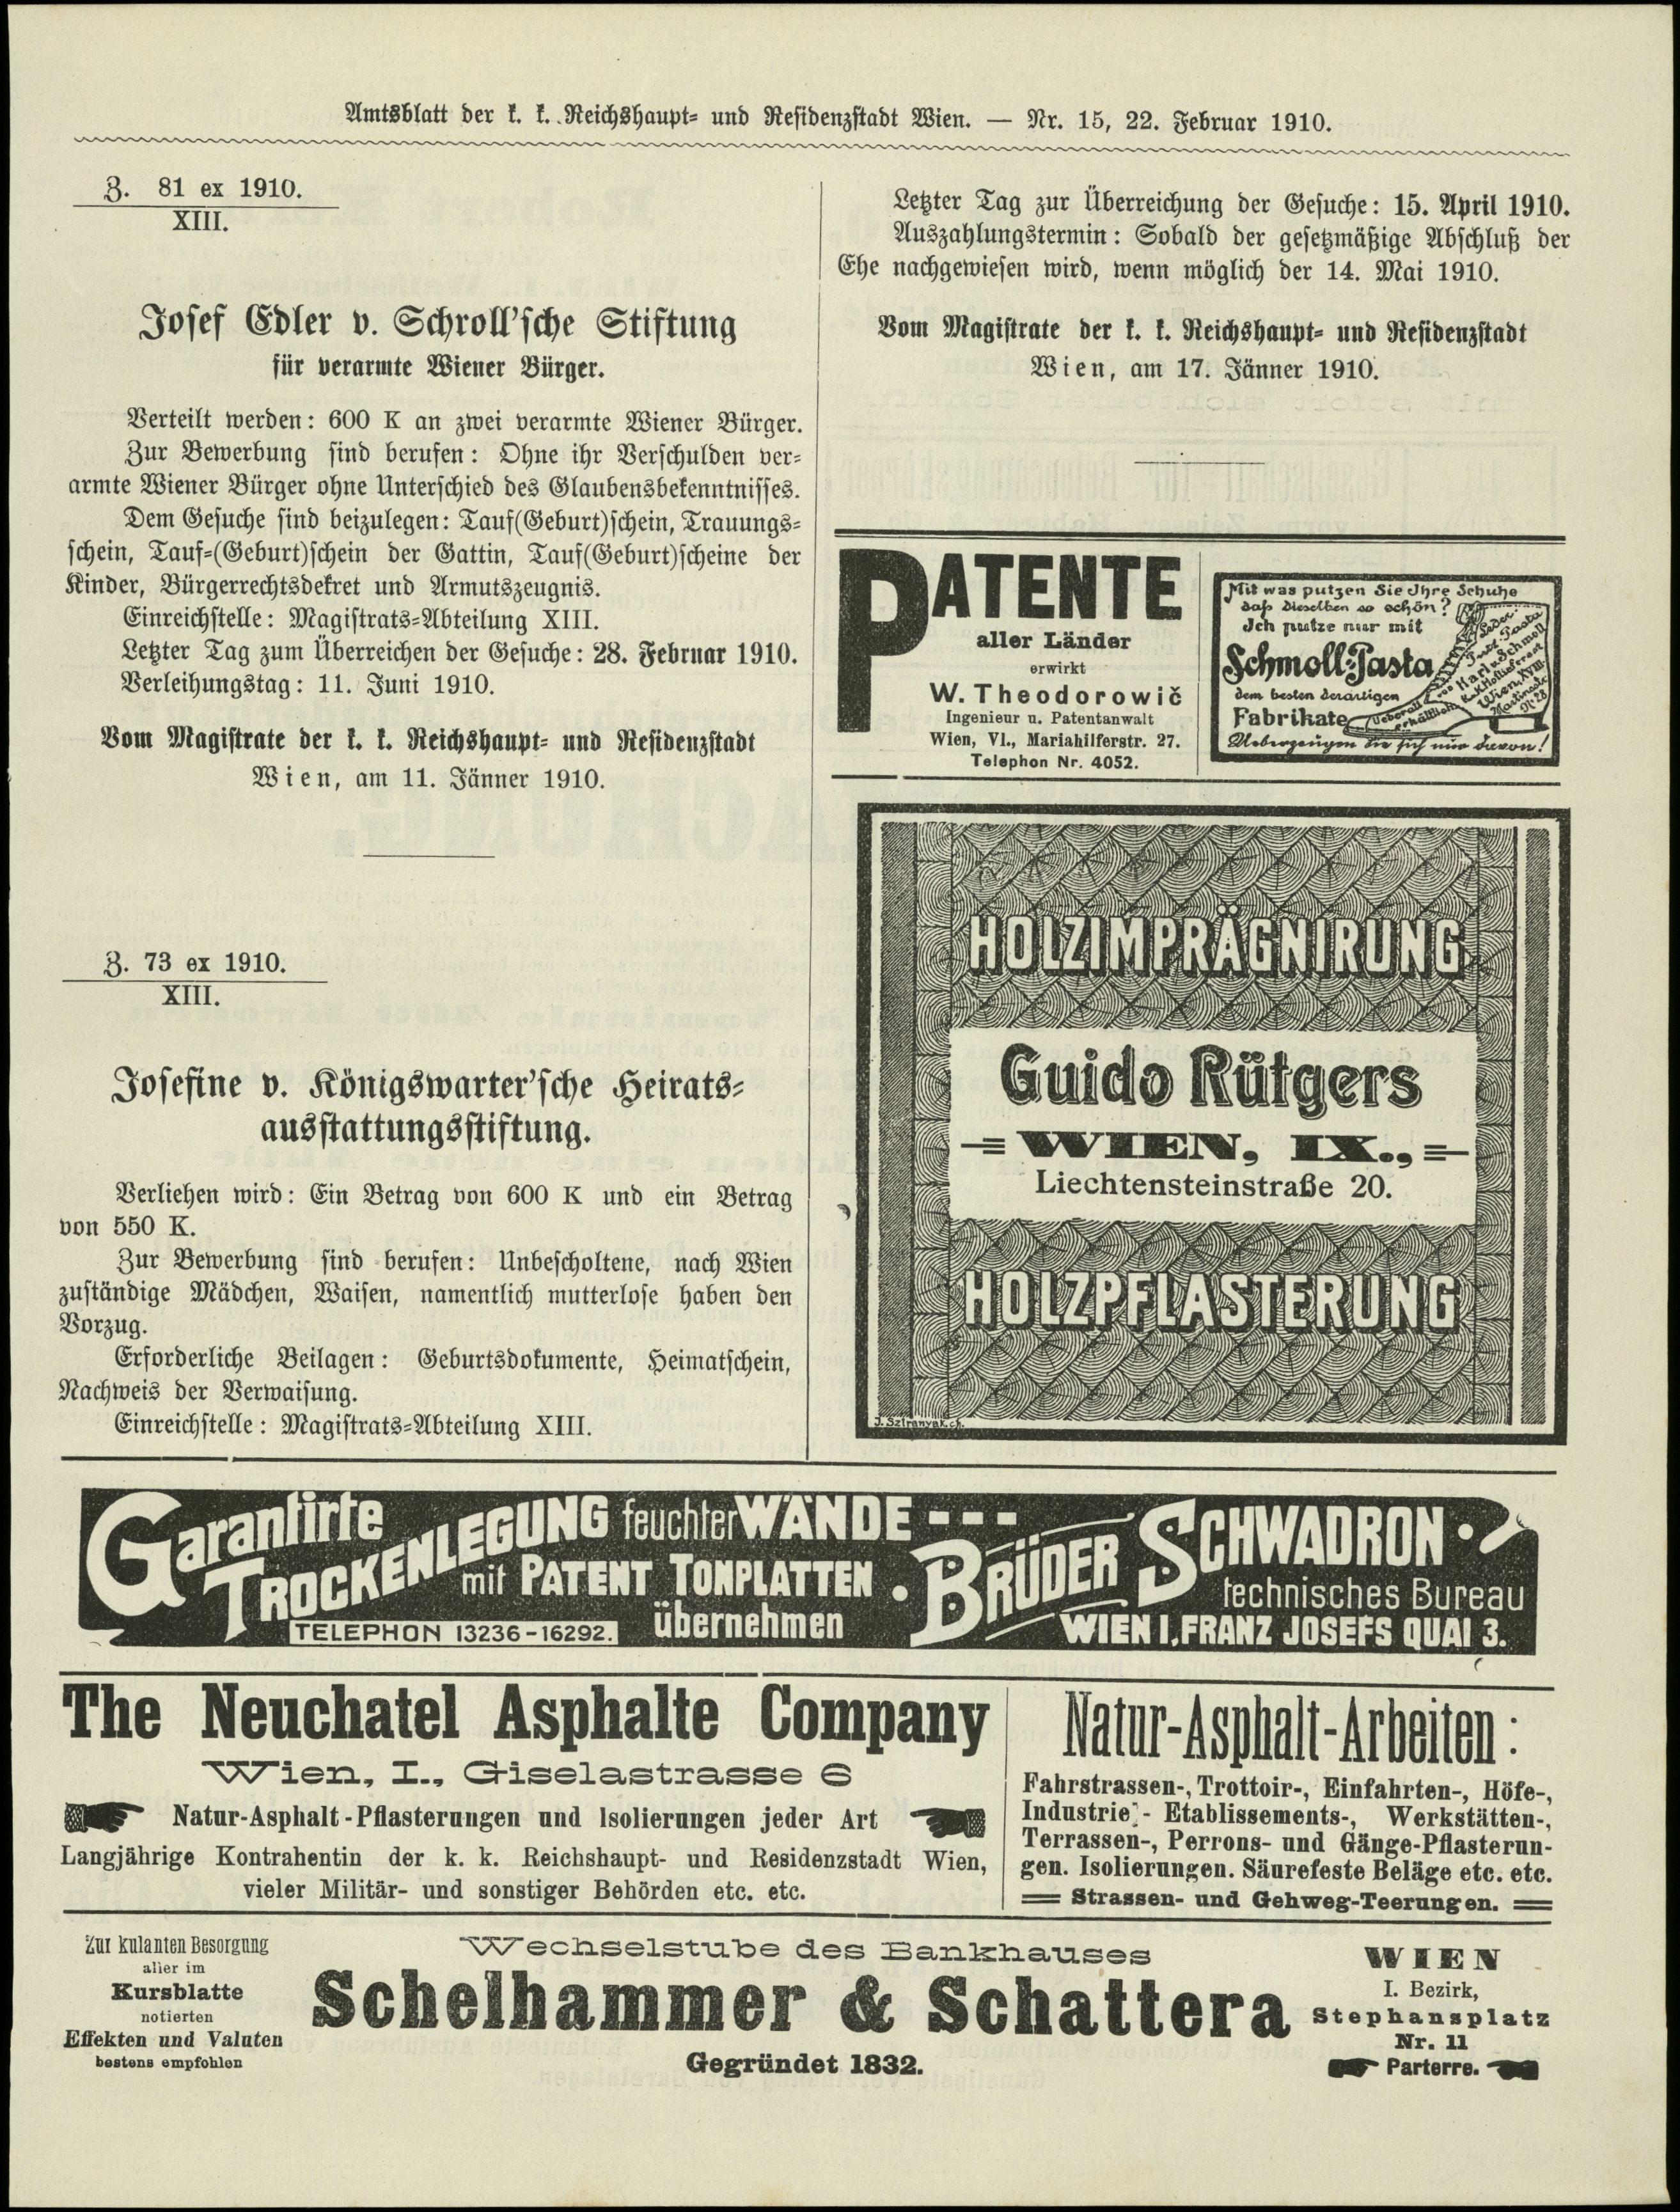 Amtsblatt der k. k. Reichshaupt- und Residenzstadt Wien. — Nr. 15, 22. Februar 1910.
Z. 81 ex 1910.
XIII.
Josef Edler v. Schroll'sche Stiftung
für verarmte Wiener Bürger.
Verteilt werden: 600 K an zwei verarmte Wiener Bürger.
Zur Bewerbung sind berufen: Ohne ihr Verschulden ver-
armte Wiener Bürger ohne Unterschied des Glaubensbekenntnisses.
Dem Gesuche sind beizulegen: Tauf(Geburt)schein, Trauungs-
schein, Tauf-(Geburt)schein der Gattin, Tauf(Geburt)scheine der
Kinder, Bürgerrechtsdekret und Armutszeugnis.
Einreichstelle: Magistrats-Abteilung XIII.
Letzter Tag zum Überreichen der Gesuche: 28. Februar 1910.
Verleihungstag: 11. Juni 1910.
Vom Magistrate der k. k. Reichshaupt- und Residenzstadt
Wien, am 11. Jänner 1910.
Z. 73 ex 1910.
XIII.
Josefine v. Königswarter'sche Heirats-
ausstattungsstiftung.
Verliehen wird: Ein Betrag von 600 K und ein Betrag
von 550 K.
Zur Bewerbung sind berufen: Unbescholtene, nach Wien
zuständige Mädchen, Waisen, namentlich mutterlose haben den
Vorzug.
Erforderliche Beilagen: Geburtsdokumente, Heimatschein,
Nachweis der Verwaisung.
Einreichstelle: Magistrats-Abteilung XIII.
Letzter Tag zur Überreichung der Gesuche: 15. April 1910.
Auszahlungstermin: Sobald der gesetzmäßige Abschluß der
Ehe nachgewiesen wird, wenn möglich der 14. Mai 1910.
Vom Magistrate der k. k. Reichshaupt- und Residenzstadt
Wien, am 17. Jänner 1910.
PATENTE
aller Länder
erwirkt
W. Theodorowič
Ingenieur u. Patentanwalt
Wien, VI., Mariahilferstr. 27.
Telephon Nr. 4052.
Mit was putzen Sie Ihre Schuhe
daß dieselben so schön?
Ich putze nur mit
Schmoll-Pasta
dem besten derartigen
Fabrikate
Ueberall
erhältlich
von Karl Schmoll
Wien, XVIII.
Ueberzeugen Sie sich nur davon!
HOLZIMPRÄGNIRUNG
Guido Rütgers
WIEN, IX.,
Liechtensteinstraße 20.
HOLZPFLASTERUNG
Garantirte
TROCKENLEGUNG feuchter WÄNDE
mit PATENT TONPLATTEN
übernehmen
TELEPHON 13236-16292.
BRÜDER SCHWADRON
technisches Bureau
WIEN I, FRANZ JOSEFS QUAI 3.
The Neuchatel Asphalte Company
Wien, I., Giselastrasse 6
Natur-Asphalt-Pflasterungen und Isolierungen jeder Art
Langjährige Kontrahentin der k. k. Reichshaupt- und Residenzstadt Wien,
vieler Militär- und sonstiger Behörden etc. etc.
Natur-Asphalt-Arbeiten:
Fahrstrassen-, Trottoir-, Einfahrten-, Höfe-,
Industrie- Etablissements-, Werkstätten-,
Terrassen-, Perrons- und Gänge-Pflasterun-
gen. Isolierungen. Säurefeste Beläge etc. etc.
Strassen- und Gehweg-Teerungen.
Zur kulanten Besorgung
aller im
Kursblatte
notierten
Effekten und Valuten
bestens empfohlen
Wechselstube des Bankhauses
Schelhammer & Schattera
Gegründet 1832.
WIEN
I. Bezirk,
Stephansplatz
Nr. 11
Parterre.